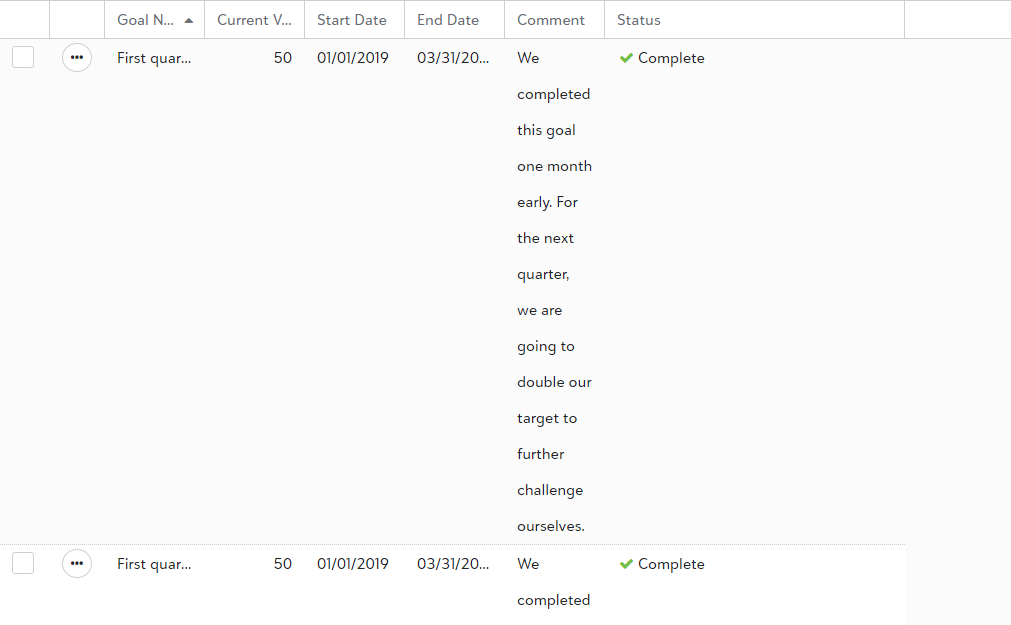 Goal N... Current V... Start Date End Date Comment Status
First quar... 50 01/01/2019 03/31/20... We Complete
completed
this goal
one month
early. For
the next
quarter,
we are
going to
double our
target to
further
challenge
ourselves.
First quar... 50 01/01/2019 03/31/20... We Complete
completed